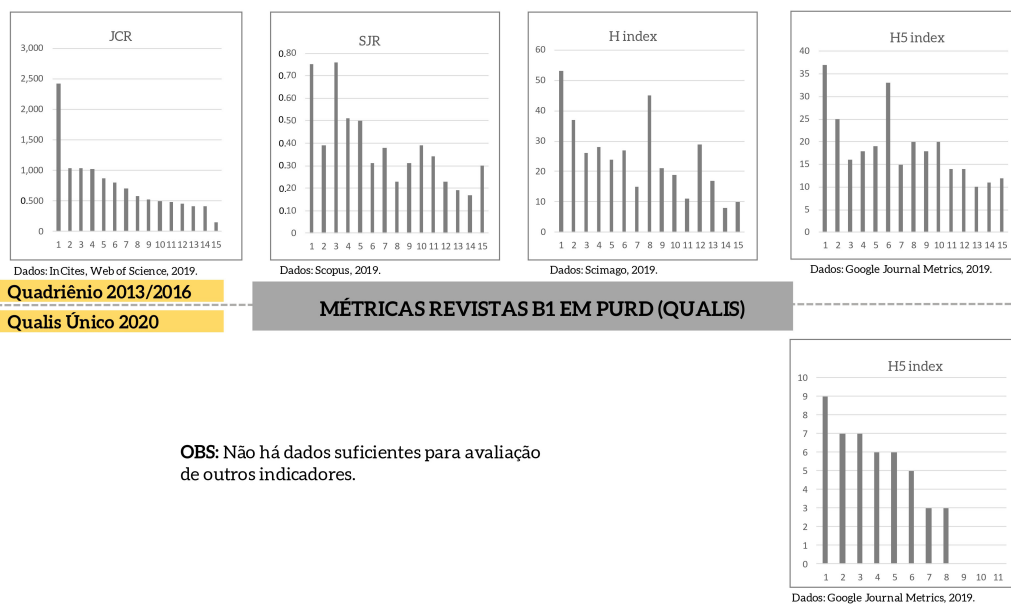 JCR
3,000
2,500
2,000
1,500
1,000
0.500
0
1 2 3 4 5 6 7 8 9 10 11 12 13 14 15
Dados: InCites, Web of Science, 2019.
SJR
0.80
0.70
0.60
0.50
0.40
0.30
0.20
0.10
0
1 2 3 4 5 6 7 8 9 10 11 12 13 14 15
Dados: Scopus, 2019.
H index
60
50
40
30
20
10
0
1 2 3 4 5 6 7 8 9 10 11 12 13 14 15
Dados: Scimago, 2019.
H5 index
40
35
30
25
20
15
10
5
0
1 2 3 4 5 6 7 8 9 10 11 12 13 14 15
Dados: Google Journal Metrics, 2019.
Quadriênio 2013/2016
MÉTRICAS REVISTAS B1 EM PURD (QUALIS)
Qualis Único 2020
OBS: Não há dados suficientes para avaliação
de outros indicadores.
H5 index
10
9
8
7
6
5
4
3
2
1
0
1 2 3 4 5 6 7 8 9 10 11
Dados: Google Journal Metrics, 2019.